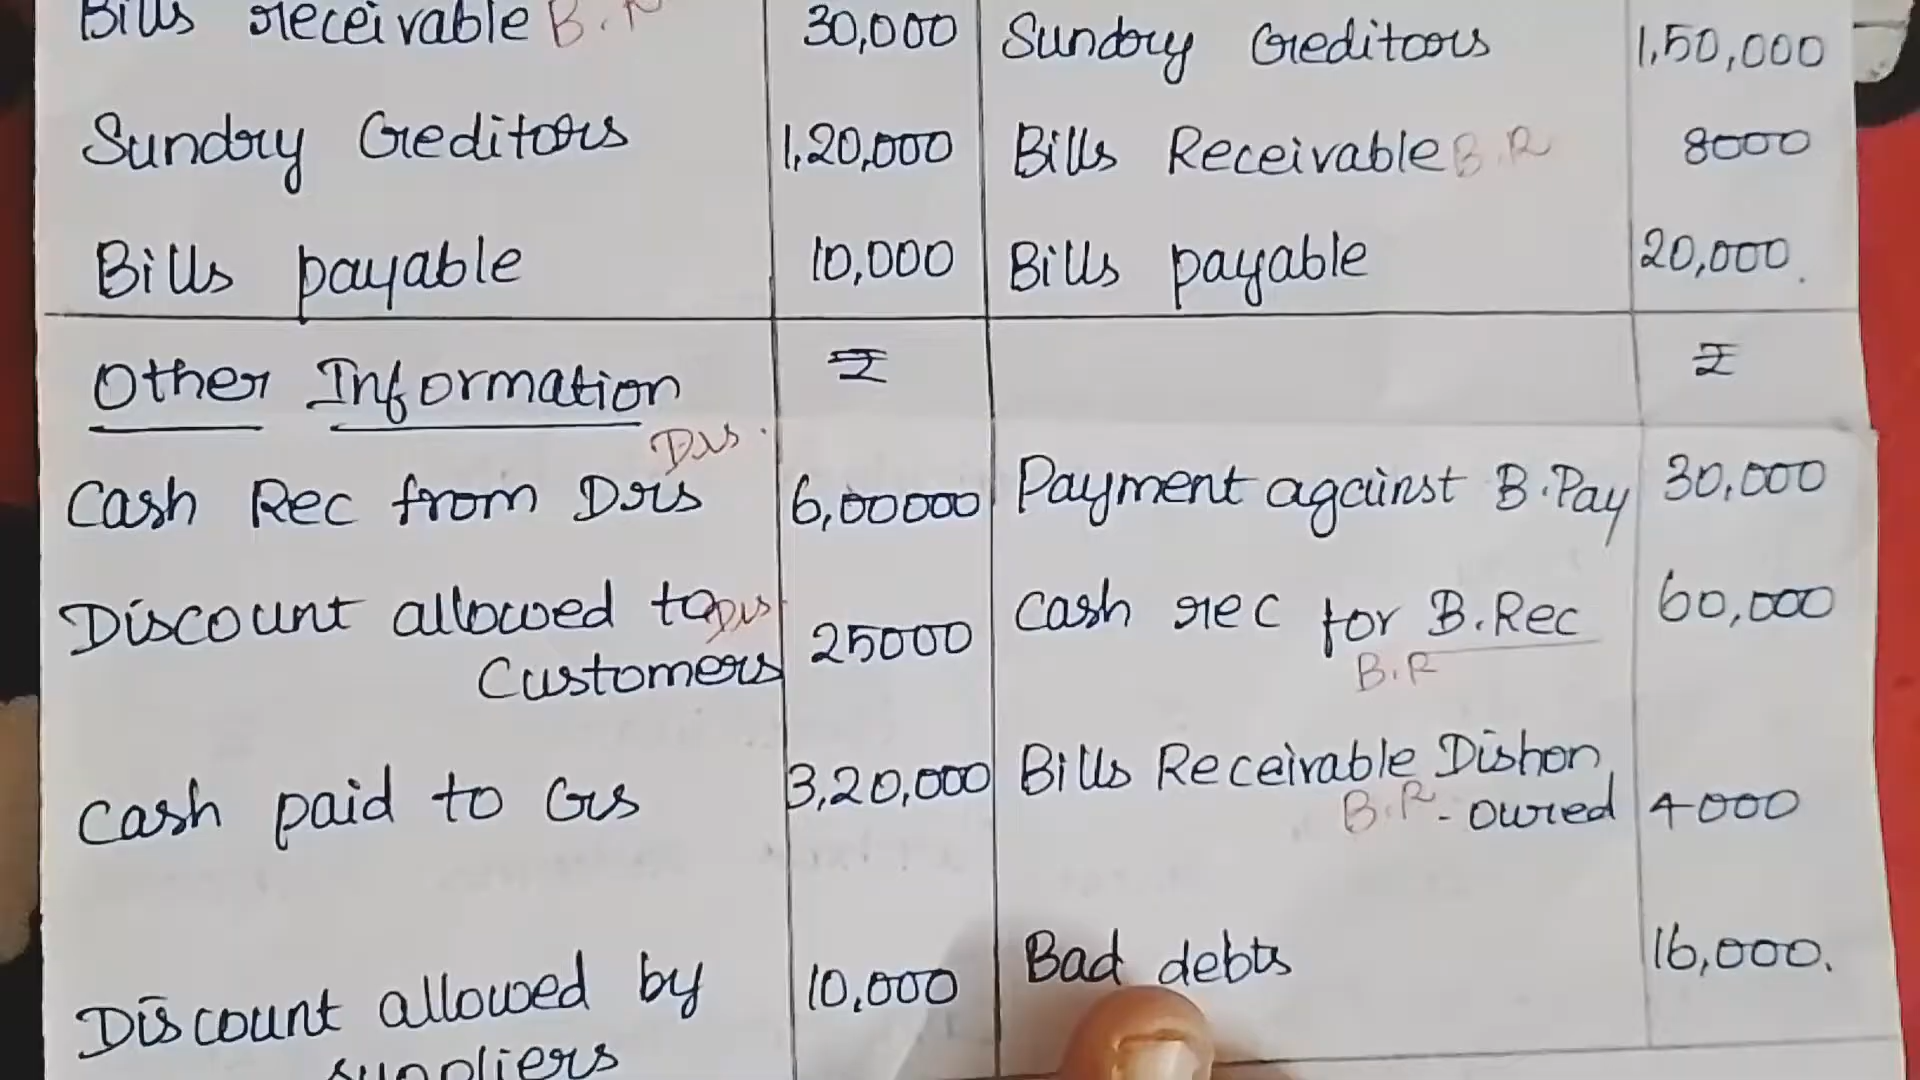 Bills receivable B.R 30,000 Sundry Creditors 1,50,000
Sundry Creditors 1,20,000 Bills Receivable B.R 8000
Bills payable 10,000 Bills payable 20,000.
Other Information ₹ ₹
Drs.
Cash Rec from Drs 6,00000 Payment against B.Pay 30,000
Discount allowed to Drs 25000 Cash rec for B.Rec 60,000
Customers B.R
Cash paid to Crs 3,20,000 Bills Receivable Dishon
B.R - oured 4000
Discount allowed by 10,000 Bad debts 16,000.
suppliers